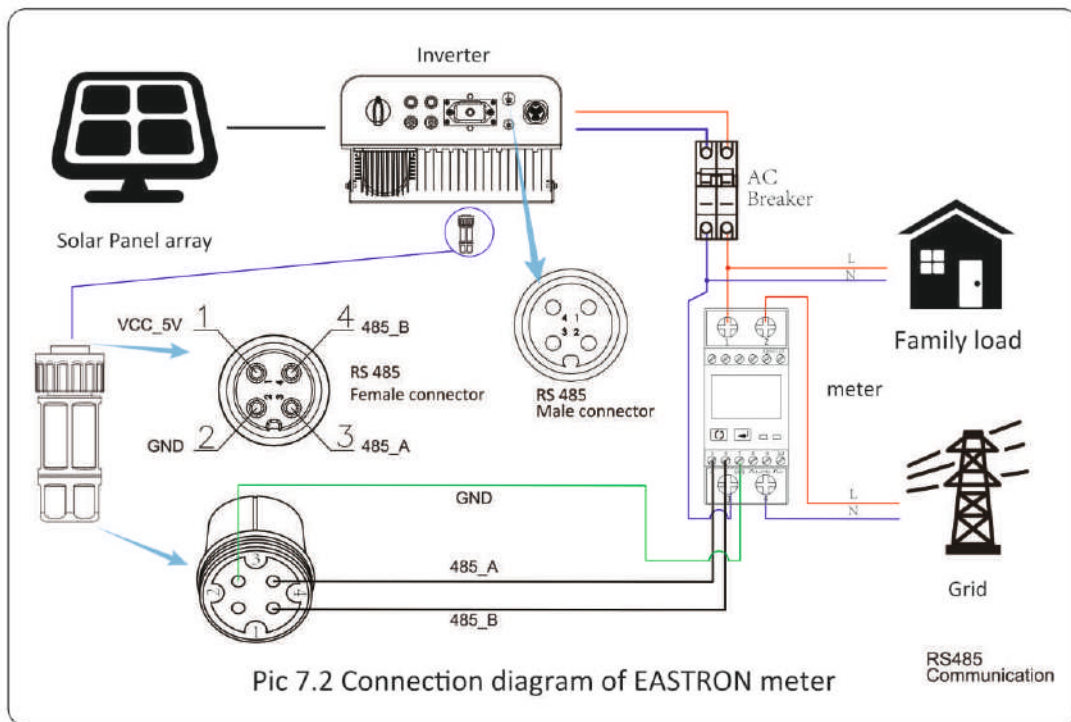 Inverter
Solar Panel array
AC
Breaker
L
N
Family load
VCC_5V
1
4
485_B
RS 485
Female connector
GND
2
3
485_A
4 1
3 2
RS 485
Male connector
meter
GND
485_A
485_B
3
2
4
1
L
N
Grid
RS485
Communication
Pic 7.2 Connection diagram of EASTRON meter